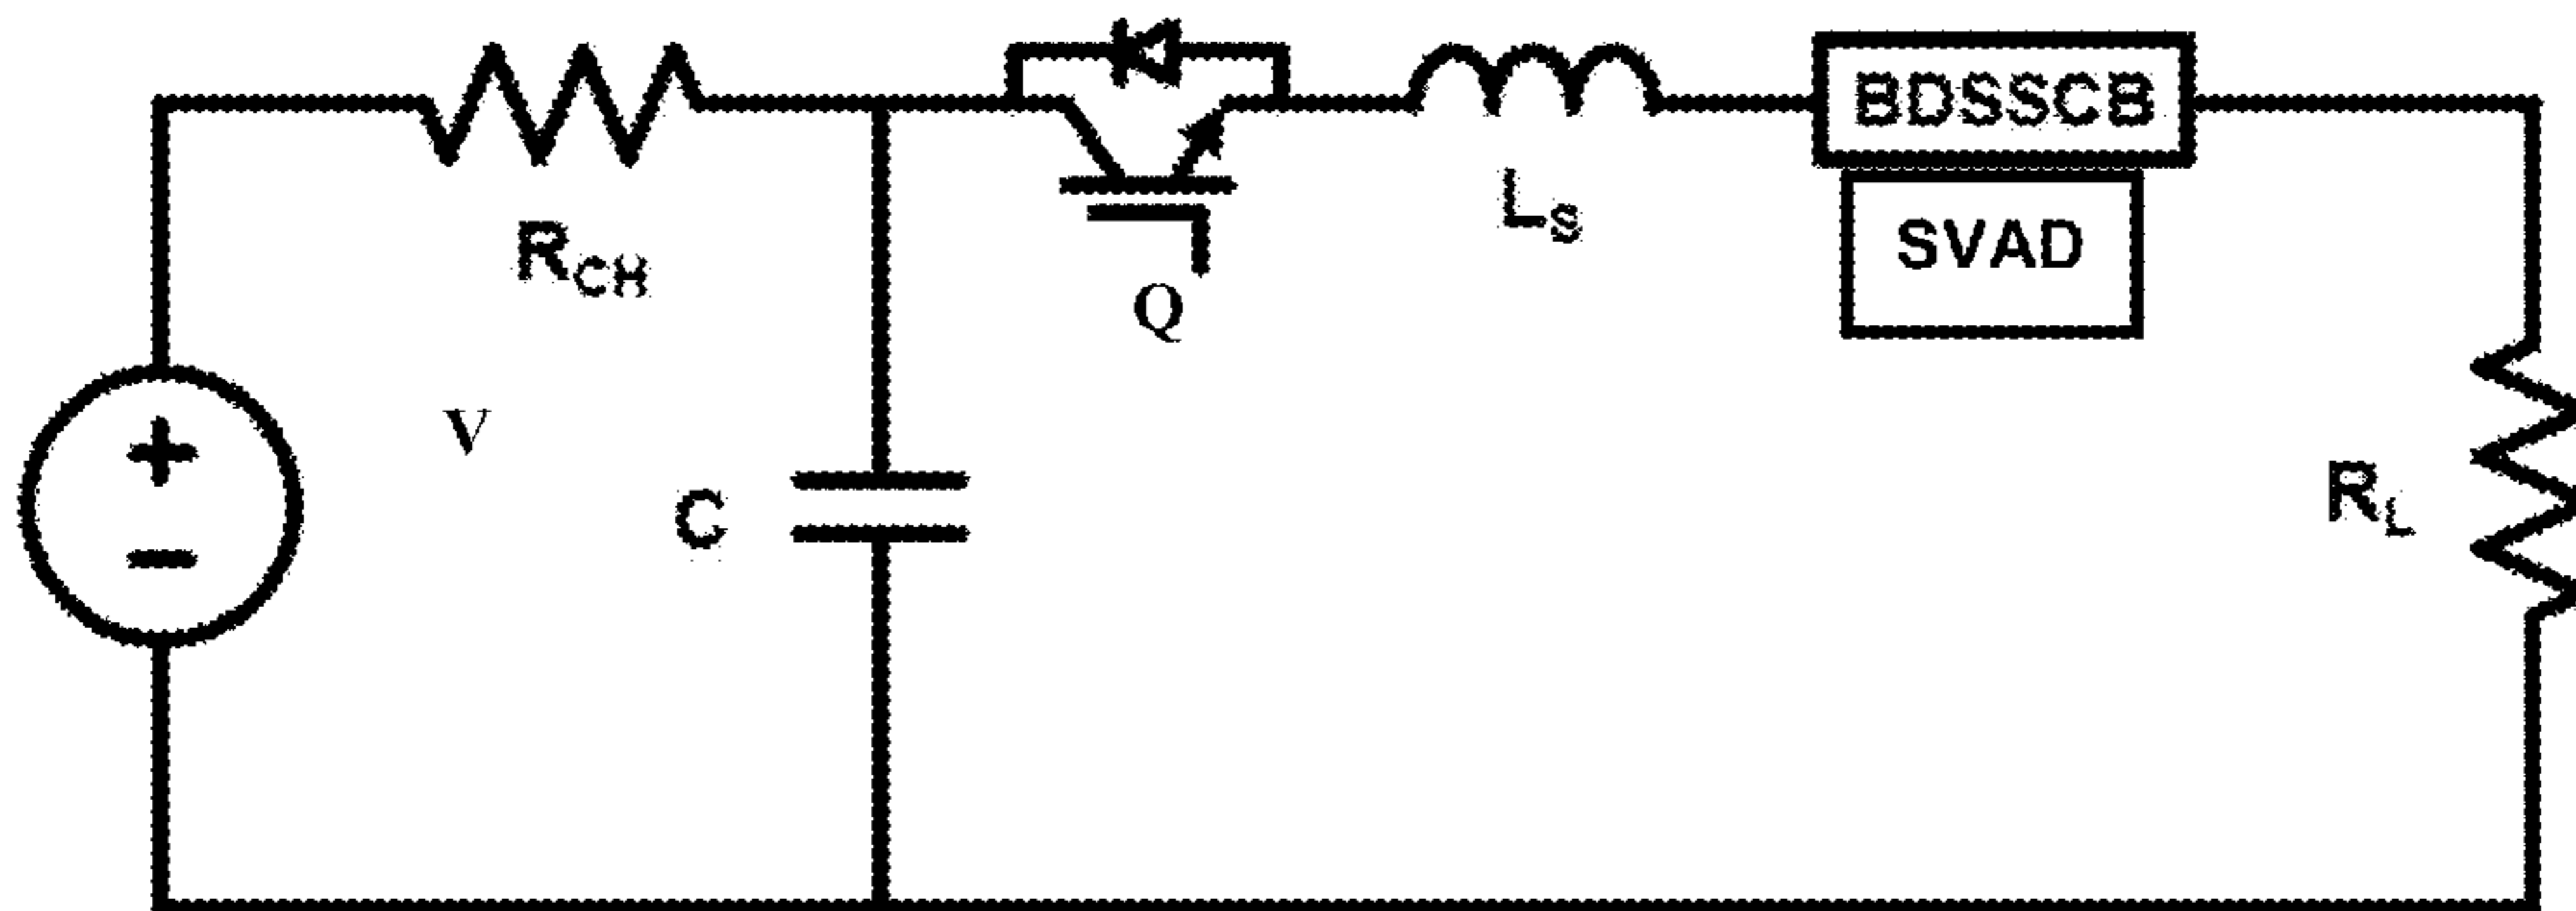 BDSSCB
R_CH
L_S
SVAD
Q
V
C
R_L
+
−